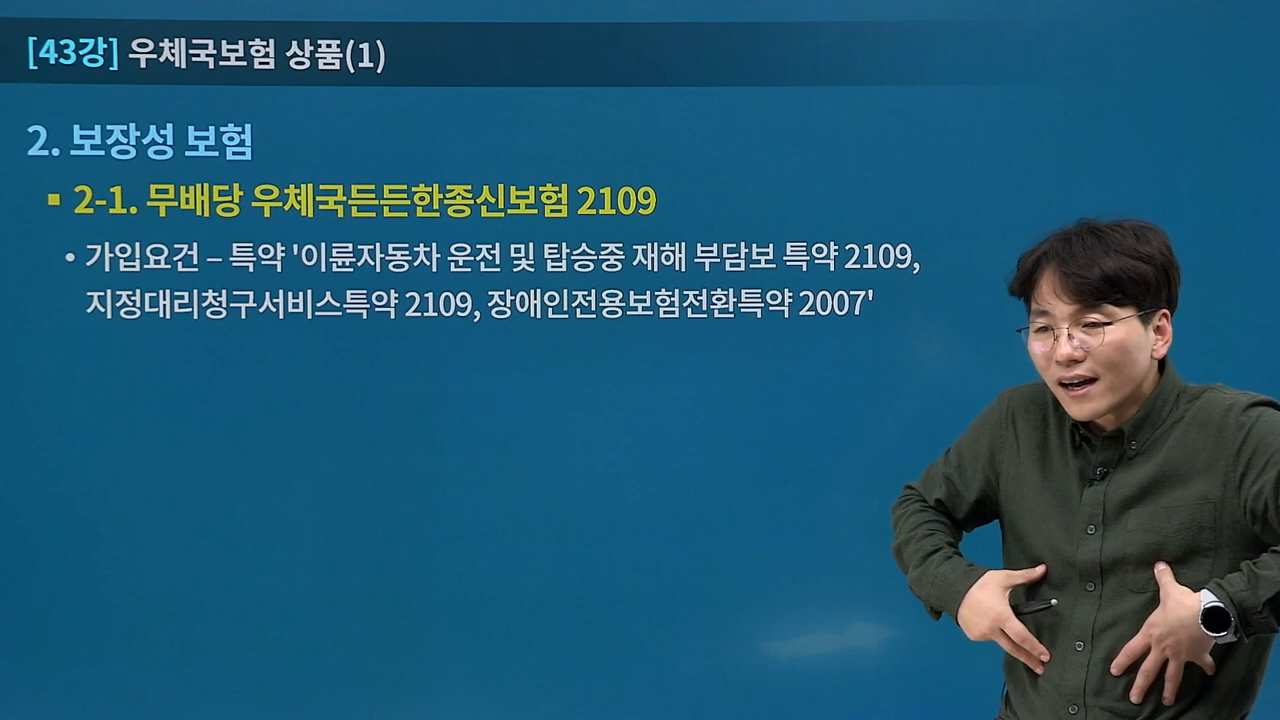 [43강] 우체국보험 상품(1)
2. 보장성 보험
▪ 2-1. 무배당 우체국든든한종신보험 2109
• 가입요건 – 특약 '이륜자동차 운전 및 탑승중 재해 부담보 특약 2109,
지정대리청구서비스특약 2109, 장애인전용보험전환특약 2007'